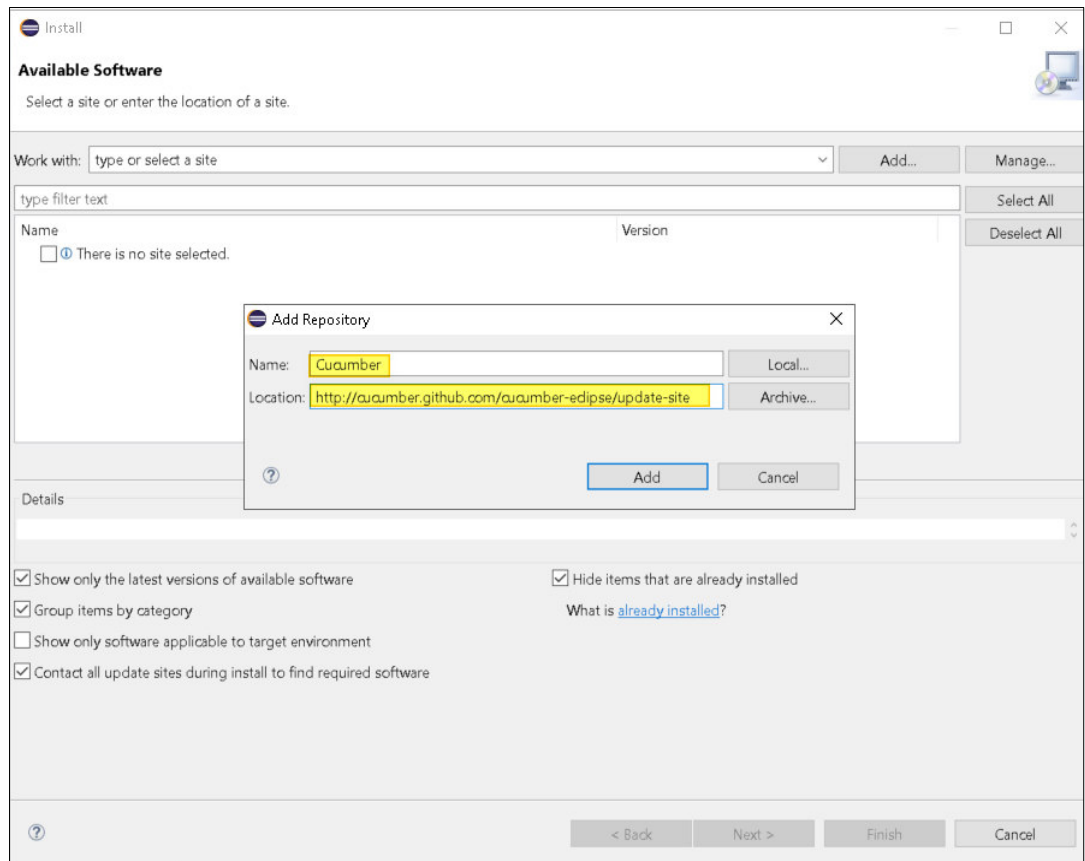 Install
Available Software
Select a site or enter the location of a site.
Work with: type or select a site Add... Manage...
type filter text Select All
Name Version Deselect All
There is no site selected.
Add Repository
Name: Cucumber Local...
Location: http://cucumber.github.com/cucumber-eclipse/update-site Archive...
Add Cancel
Details
Show only the latest versions of available software Hide items that are already installed
Group items by category What is already installed?
Show only software applicable to target environment
Contact all update sites during install to find required software
< Back Next > Finish Cancel